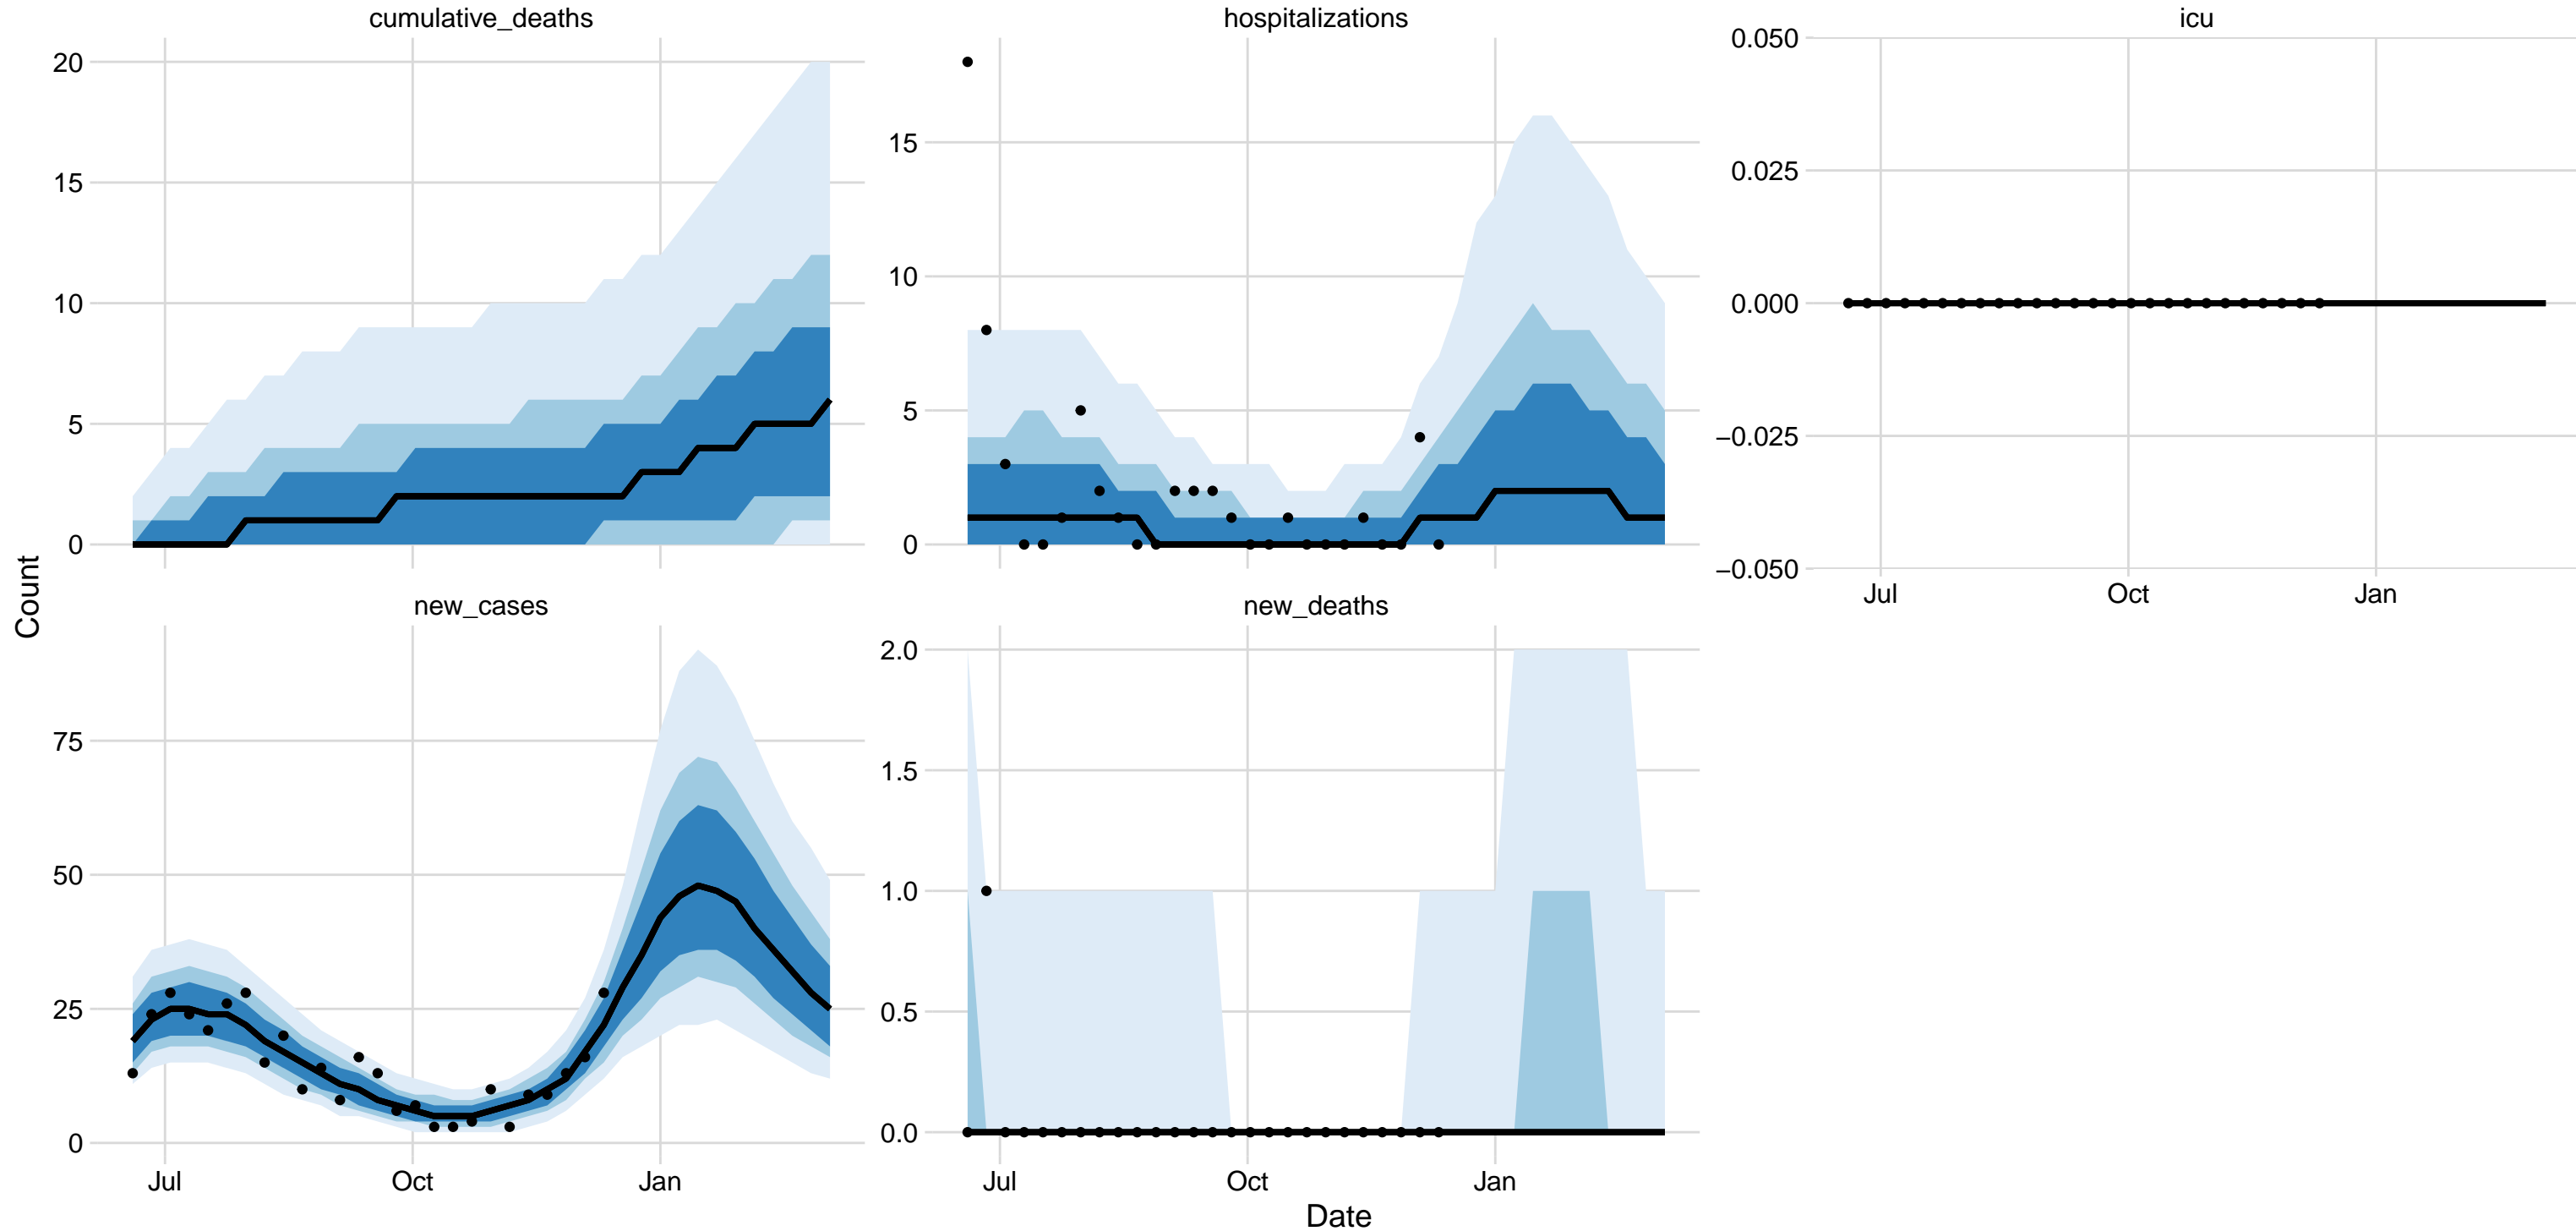 cumulative_deaths
hospitalizations
icu
20
15
10
5
0
15
10
5
0
0.050
0.025
0.000
−0.025
−0.050
Jul
Oct
Jan
Count
new_cases
new_deaths
75
50
25
0
2.0
1.5
1.0
0.5
0.0
Jul
Oct
Jan
Jul
Oct
Jan
Date